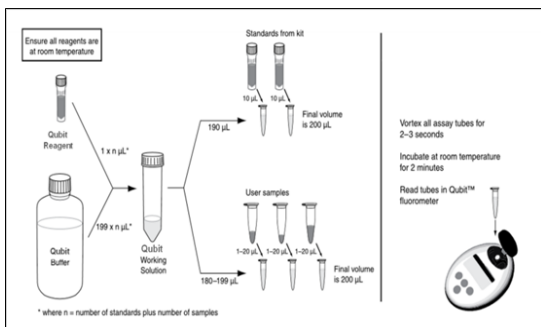 Ensure all reagents are
at room temperature
Qubit
Reagent
1 x n µL*
199 x n µL*
Qubit
Buffer
Qubit
Working
Solution
Standards from kit
10 µL
10 µL
190 µL
Final volume
is 200 µL
User samples
1–20 µL
1–20 µL
1–20 µL
180–199 µL
Final volume
is 200 µL
* where n = number of standards plus number of samples
Vortex all assay tubes for
2–3 seconds
Incubate at room temperature
for 2 minutes
Read tubes in Qubit™
fluorometer